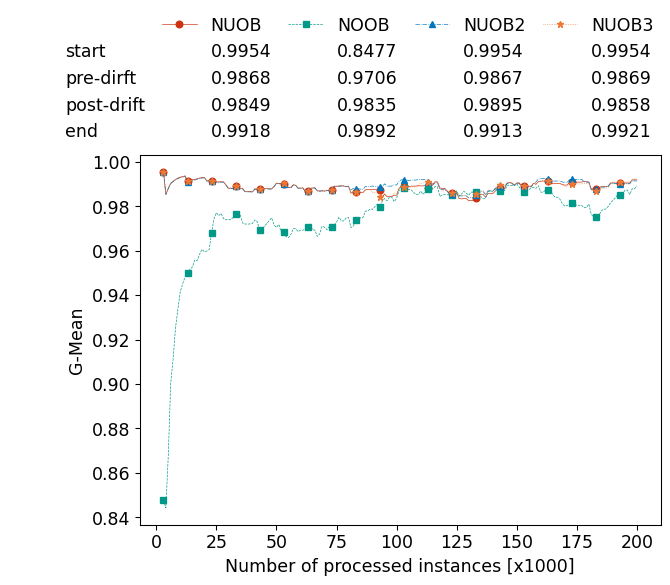 NUOB NOOB NUOB2 NUOB3
start 0.9954 0.8477 0.9954 0.9954
pre-dirft 0.9868 0.9706 0.9867 0.9869
post-drift 0.9849 0.9835 0.9895 0.9858
end 0.9918 0.9892 0.9913 0.9921
1.00
0.98
0.96
0.94
0.92
0.90
0.88
0.86
0.84
G-Mean
0 25 50 75 100 125 150 175 200
Number of processed instances [x1000]